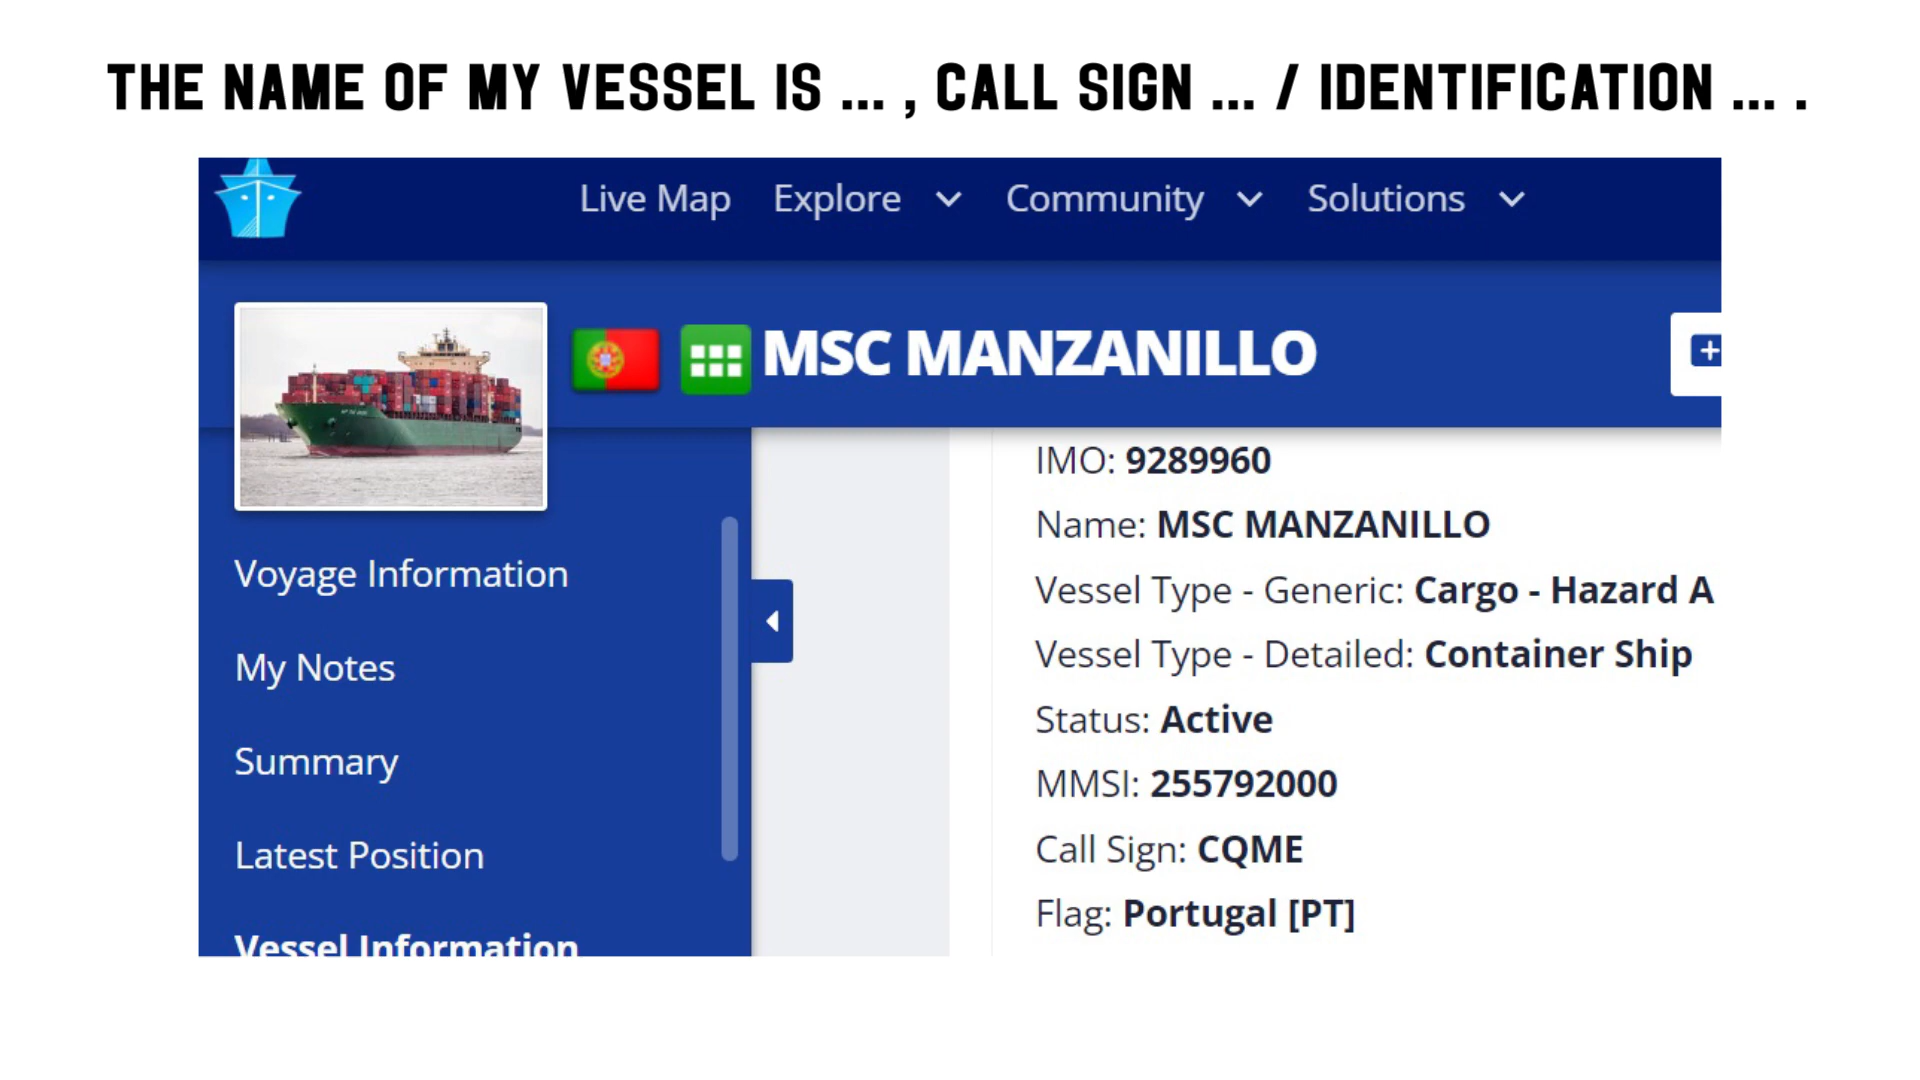 THE NAME OF MY VESSEL IS ... , CALL SIGN ... / IDENTIFICATION ... .
Live Map Explore Community Solutions
MSC MANZANILLO
IMO: 9289960
Name: MSC MANZANILLO
Vessel Type - Generic: Cargo - Hazard A
Vessel Type - Detailed: Container Ship
Status: Active
MMSI: 255792000
Call Sign: CQME
Flag: Portugal [PT]
Voyage Information
My Notes
Summary
Latest Position
Vessel Information